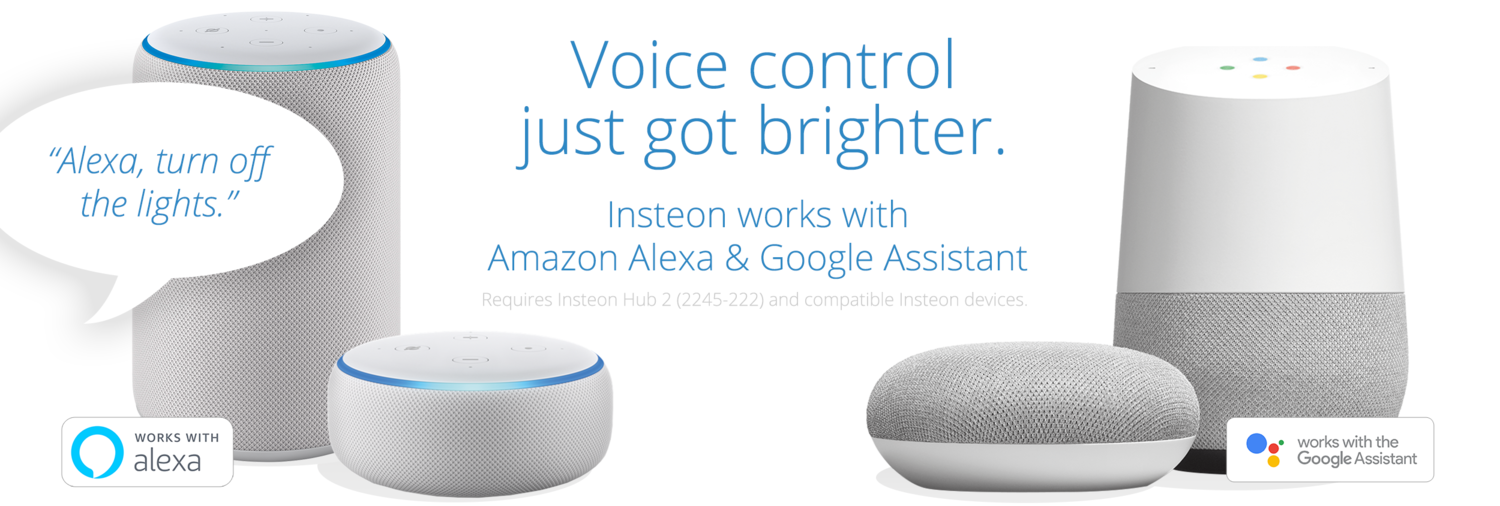 Voice control
just got brighter.
“Alexa, turn off
the lights.”
Insteon works with
Amazon Alexa & Google Assistant
Requires Insteon Hub 2 (2245-222) and compatible Insteon devices.
WORKS WITH
alexa
works with the
Google Assistant